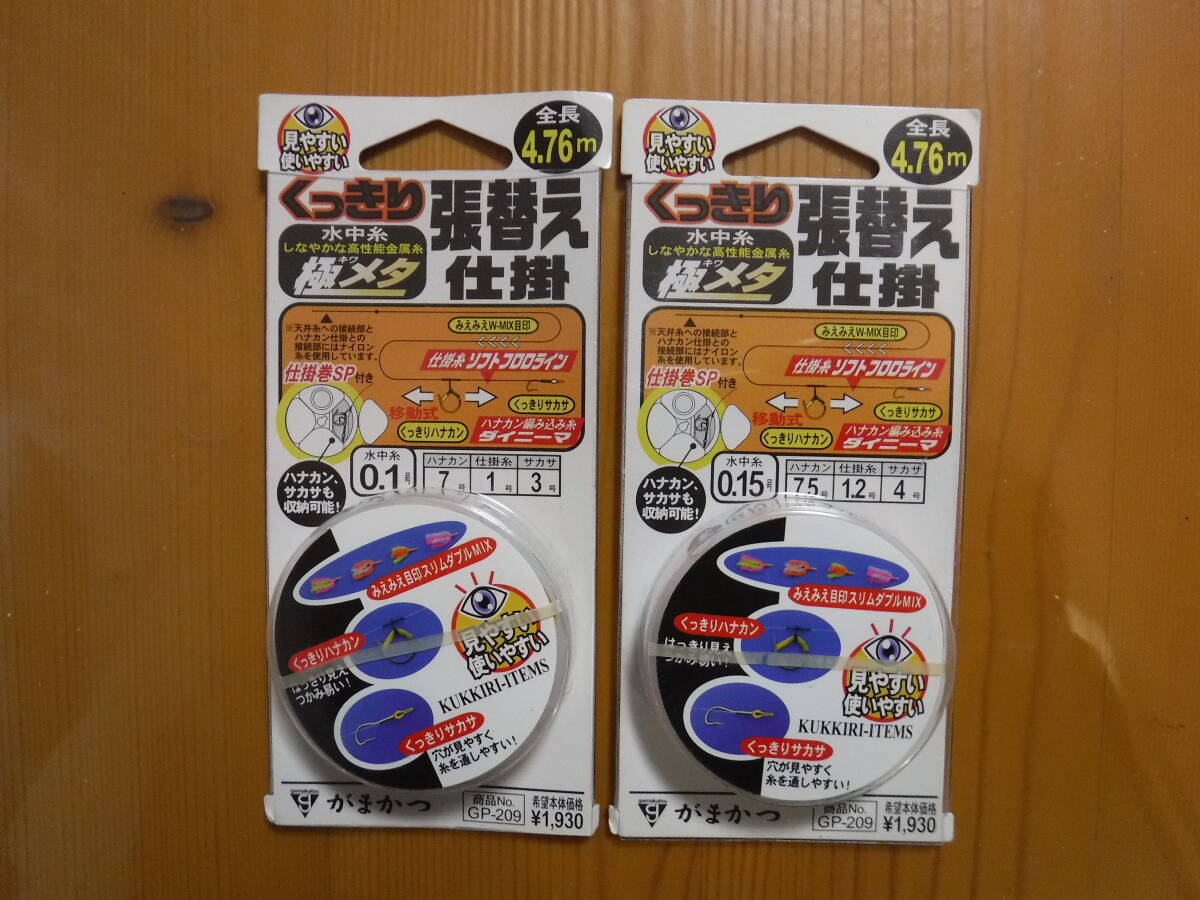 見やすい
使いやすい
全長
4.76m
くっきり
張替え
仕掛
水中糸
しなやかな高性能金属糸
キワ
極メタ
※天井糸への接続部と
ハナカン仕掛との
接続部にはナイロン
糸を使用しています。
みえみえW-MIX目印
仕掛糸 ソフトフロロライン
仕掛巻SP付き
移動式
くっきりサカサ
くっきりハナカン
ハナカン編み込み糸
ダイニーマ
ハナカン、
サカサも
収納可能!
水中糸
0.1号
ハナカン 仕掛糸 サカサ
7号 1号 3号
みえみえ目印スリムダブルMIX
くっきりハナカン
はっきり見え
つかみ易い!
見やすい
使いやすい
KUKKIRI-ITEMS
くっきりサカサ
穴が見やすく
糸を通しやすい!
gamakatsu
がまかつ
商品No.
GP-209
希望本体価格
¥1,930
見やすい
使いやすい
全長
4.76m
くっきり
張替え
仕掛
水中糸
しなやかな高性能金属糸
キワ
極メタ
※天井糸への接続部と
ハナカン仕掛との
接続部にはナイロン
糸を使用しています。
みえみえW-MIX目印
仕掛糸 ソフトフロロライン
仕掛巻SP付き
移動式
くっきりサカサ
くっきりハナカン
ハナカン編み込み糸
ダイニーマ
ハナカン、
サカサも
収納可能!
水中糸
0.15号
ハナカン 仕掛糸 サカサ
7.5号 1.2号 4号
みえみえ目印スリムダブルMIX
くっきりハナカン
はっきり見え
つかみ易い!
見やすい
使いやすい
KUKKIRI-ITEMS
くっきりサカサ
穴が見やすく
糸を通しやすい!
gamakatsu
がまかつ
商品No.
GP-209
希望本体価格
¥1,930